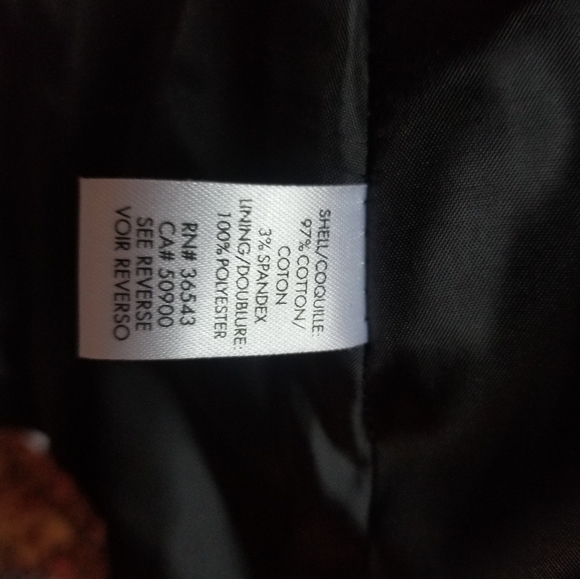 SHELL/COQUILLE:
97% COTTON/
COTON
3% SPANDEX
LINING/DOUBLURE:
100% POLYESTER
RN# 36543
CA# 50900
SEE REVERSE
VOIR REVERSO